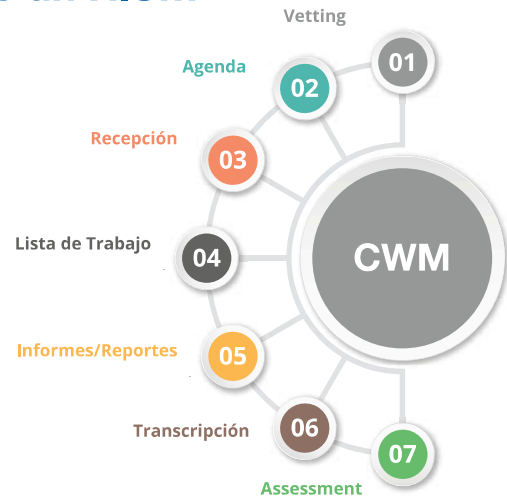 Vetting
01
Agenda
02
Recepción
03
Lista de Trabajo
04
CWM
Informes/Reportes
05
Transcripción
06
07
Assessment